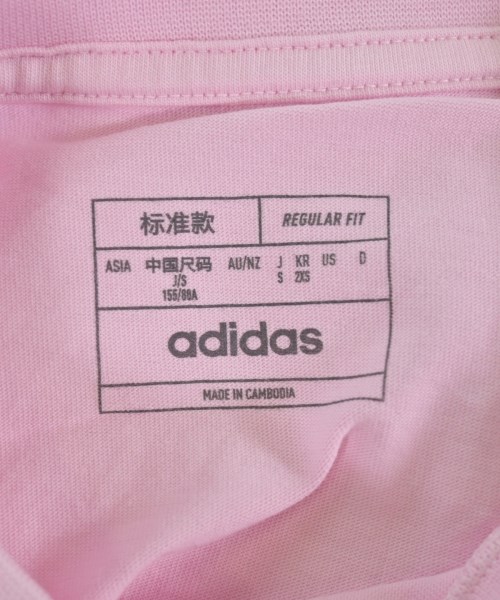 标准款 REGULAR FIT
ASIA 中国尺码 AU/NZ J KR US D
J/S S 2XS
155/88A
adidas
MADE IN CAMBODIA